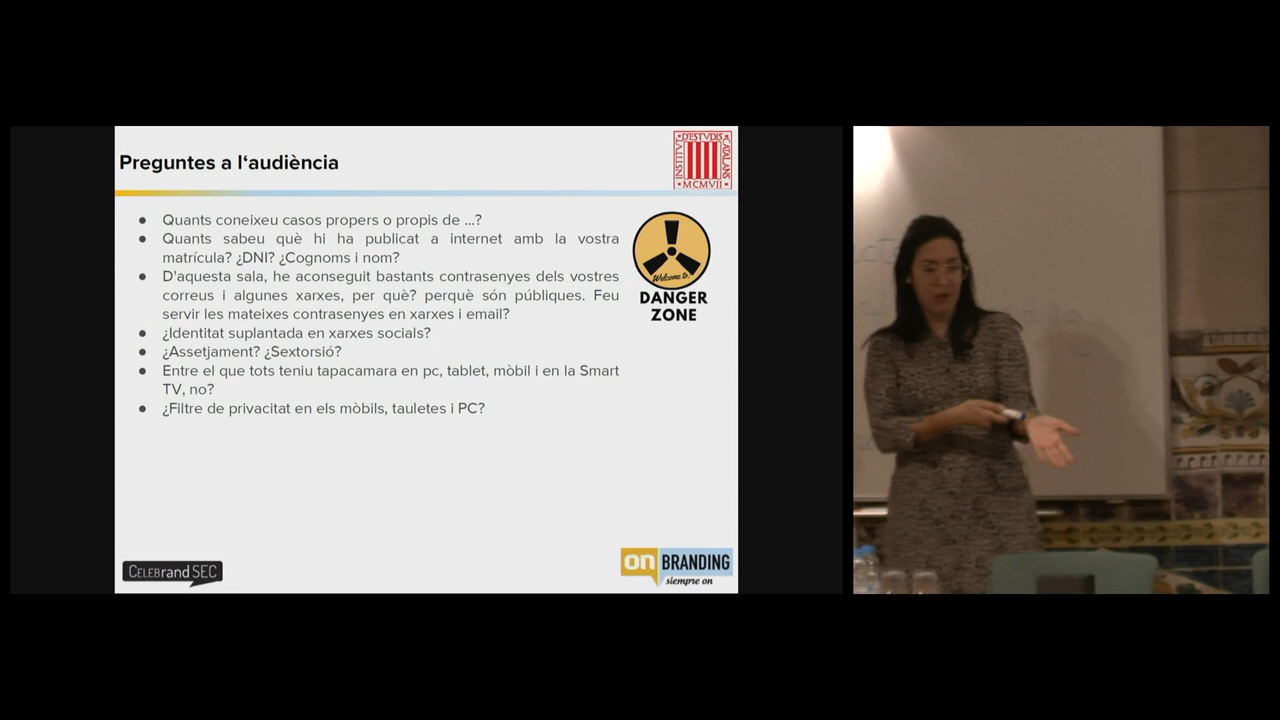 Preguntes a l‘audiència
INSTITVT
D'ESTVDIS
CATALANS
MCMVII
● Quants coneixeu casos propers o propis de ...?
● Quants sabeu què hi ha publicat a internet amb la vostra
matrícula? ¿DNI? ¿Cognoms i nom?
● D'aquesta sala, he aconseguit bastants contrasenyes dels vostres
correus i algunes xarxes, per què? perquè són públiques. Feu
servir les mateixes contrasenyes en xarxes i email?
● ¿Identitat suplantada en xarxes socials?
● ¿Assetjament? ¿Sextorsió?
● Entre el que tots teniu tapacamara en pc, tablet, mòbil i en la Smart
TV, no?
● ¿Filtre de privacitat en els mòbils, tauletes i PC?
Welcome to:
DANGER
ZONE
CELEBrandSEC
on BRANDING
siempre on